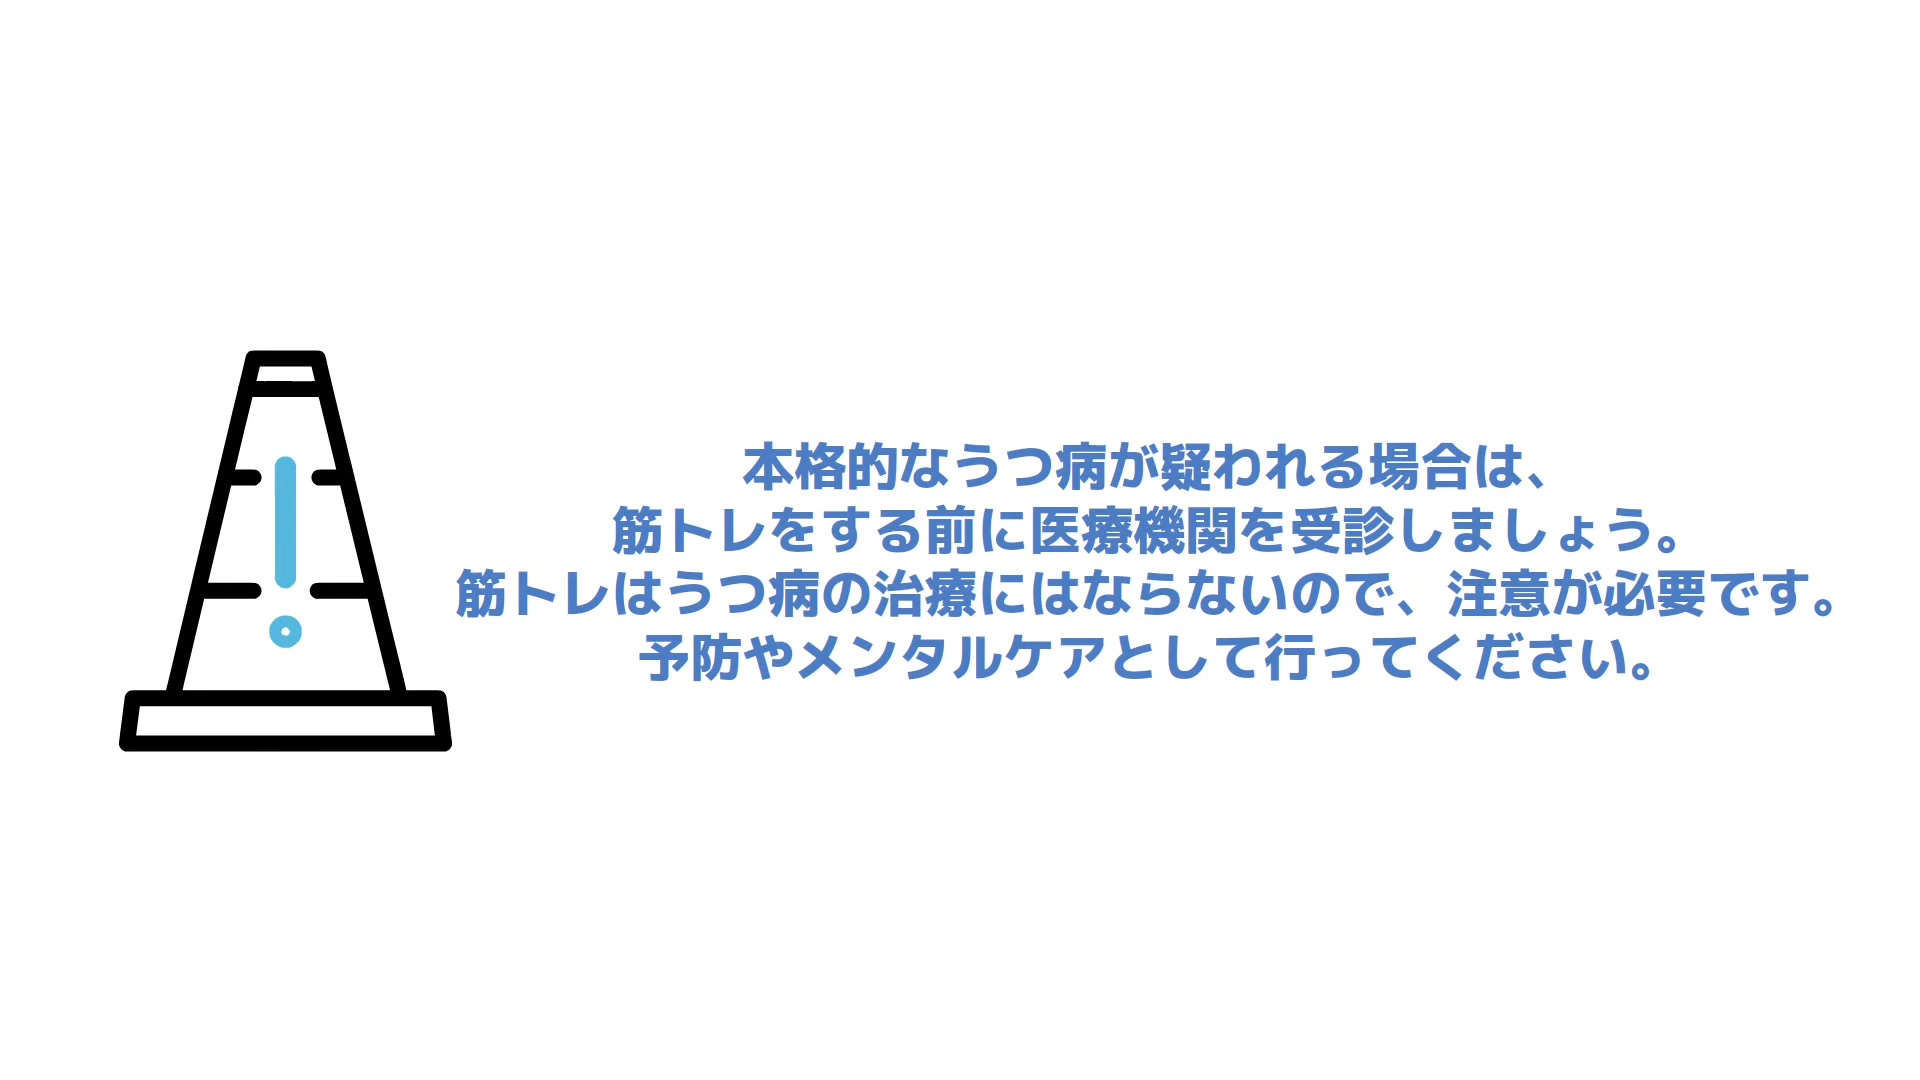 本格的なうつ病が疑われる場合は、
筋トレをする前に医療機関を受診しましょう。
筋トレはうつ病の治療にはならないので、注意が必要です。
予防やメンタルケアとして行ってください。